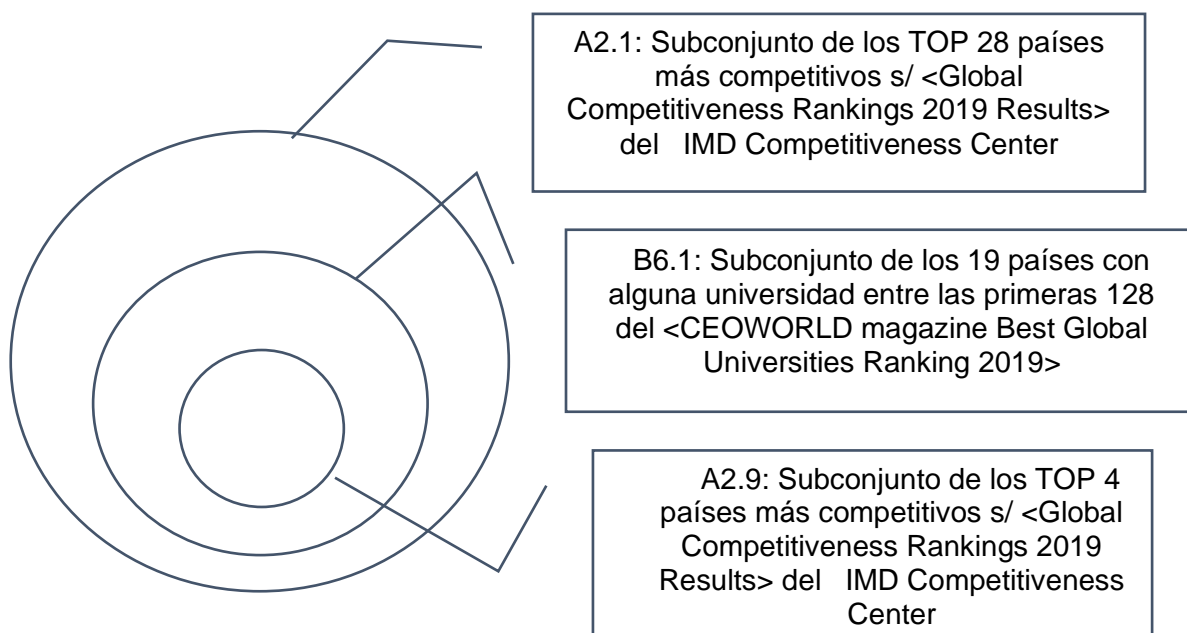 A2.1: Subconjunto de los TOP 28 países
más competitivos s/ <Global
Competitiveness Rankings 2019 Results>
del IMD Competitiveness Center
B6.1: Subconjunto de los 19 países con
alguna universidad entre las primeras 128
del <CEOWORLD magazine Best Global
Universities Ranking 2019>
A2.9: Subconjunto de los TOP 4
países más competitivos s/ <Global
Competitiveness Rankings 2019
Results> del IMD Competitiveness
Center